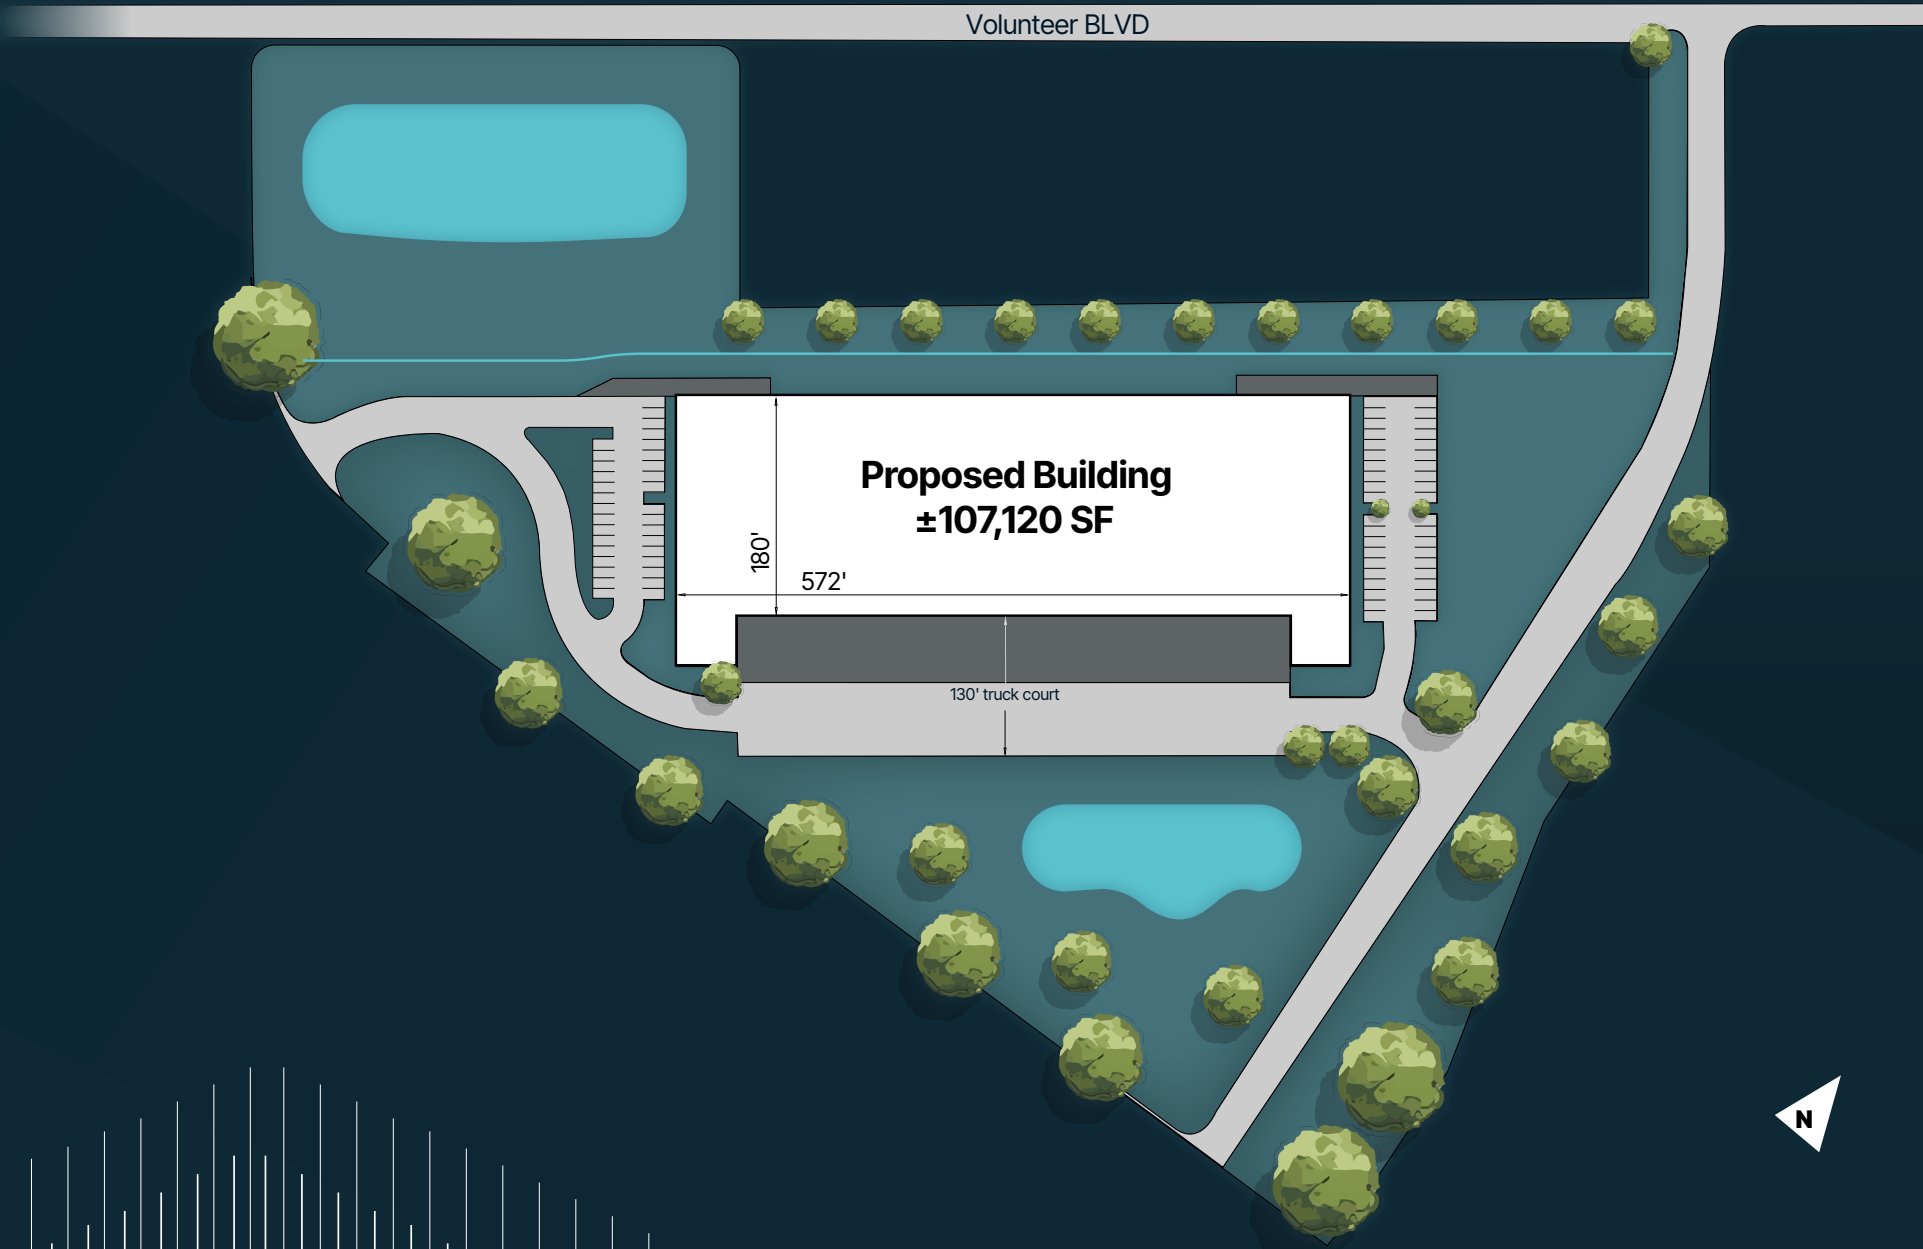 Volunteer BLVD
Proposed Building
±107,120 SF
180'
572'
130' truck court
N